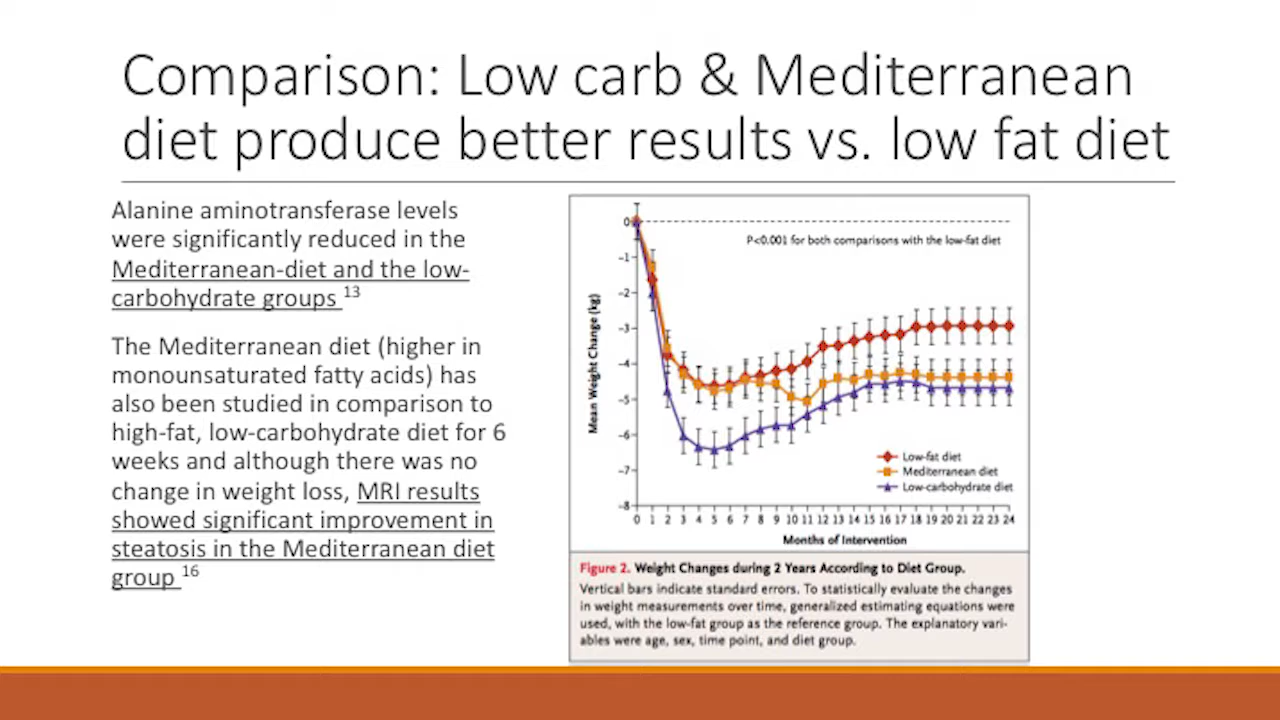 Comparison: Low carb & Mediterranean
diet produce better results vs. low fat diet
Alanine aminotransferase levels
were significantly reduced in the
Mediterranean-diet and the low-
carbohydrate groups 13
The Mediterranean diet (higher in
monounsaturated fatty acids) has
also been studied in comparison to
high-fat, low-carbohydrate diet for 6
weeks and although there was no
change in weight loss, MRI results
showed significant improvement in
steatosis in the Mediterranean diet
group 16
P<0.001 for both comparisons with the low-fat diet
Mean Weight Change (kg)
0
-1
-2
-3
-4
-5
-6
-7
-8
Low-fat diet
Mediterranean diet
Low-carbohydrate diet
0 1 2 3 4 5 6 7 8 9 10 11 12 13 14 15 16 17 18 19 20 21 22 23 24
Months of Intervention
Figure 2. Weight Changes during 2 Years According to Diet Group.
Vertical bars indicate standard errors. To statistically evaluate the changes
in weight measurements over time, generalized estimating equations were
used, with the low-fat group as the reference group. The explanatory vari-
ables were age, sex, time point, and diet group.